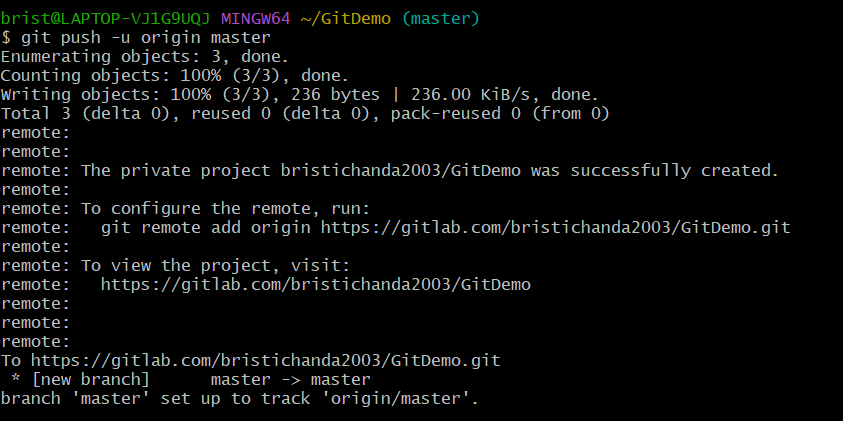 brist@LAPTOP-VJ1G9UQJ MINGW64 ~/GitDemo (master)
$ git push -u origin master
Enumerating objects: 3, done.
Counting objects: 100% (3/3), done.
Writing objects: 100% (3/3), 236 bytes | 236.00 KiB/s, done.
Total 3 (delta 0), reused 0 (delta 0), pack-reused 0 (from 0)
remote:
remote:
remote: The private project bristichanda2003/GitDemo was successfully created.
remote:
remote: To configure the remote, run:
remote:   git remote add origin https://gitlab.com/bristichanda2003/GitDemo.git
remote:
remote: To view the project, visit:
remote:   https://gitlab.com/bristichanda2003/GitDemo
remote:
remote:
remote:
To https://gitlab.com/bristichanda2003/GitDemo.git
 * [new branch]      master -> master
branch 'master' set up to track 'origin/master'.